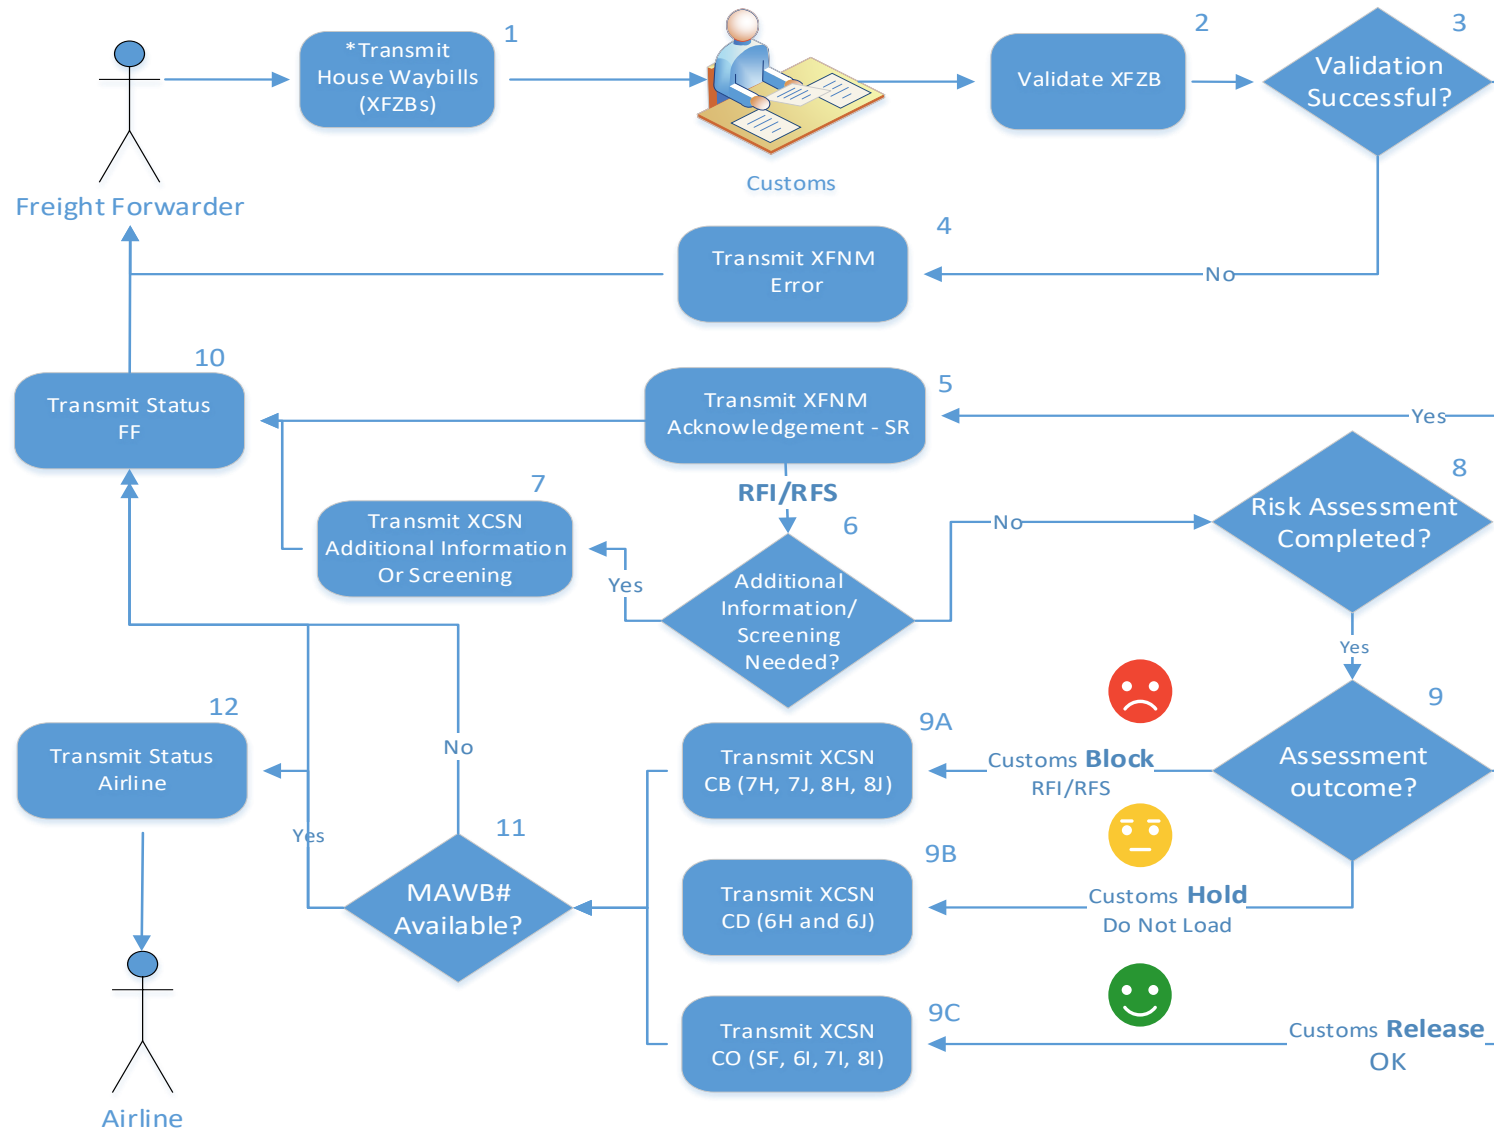 1
*Transmit
House Waybills
(XFZBs)
2
Validate XFZB
3
Validation
Successful?
Customs
Freight Forwarder
4
Transmit XFNM
Error
No
10
Transmit Status
FF
5
Transmit XFNM
Acknowledgement - SR
Yes
RFI/RFS
7
Transmit XCSN
Additional Information
Or Screening
Yes
6
Additional
Information/
Screening
Needed?
No
8
Risk Assessment
Completed?
Yes
9
Assessment
outcome?
12
Transmit Status
Airline
No
Yes
11
MAWB#
Available?
9A
Transmit XCSN
CB (7H, 7J, 8H, 8J)
Customs Block
RFI/RFS
9B
Transmit XCSN
CD (6H and 6J)
Customs Hold
Do Not Load
9C
Transmit XCSN
CO (SF, 6I, 7I, 8I)
Customs Release
OK
Airline